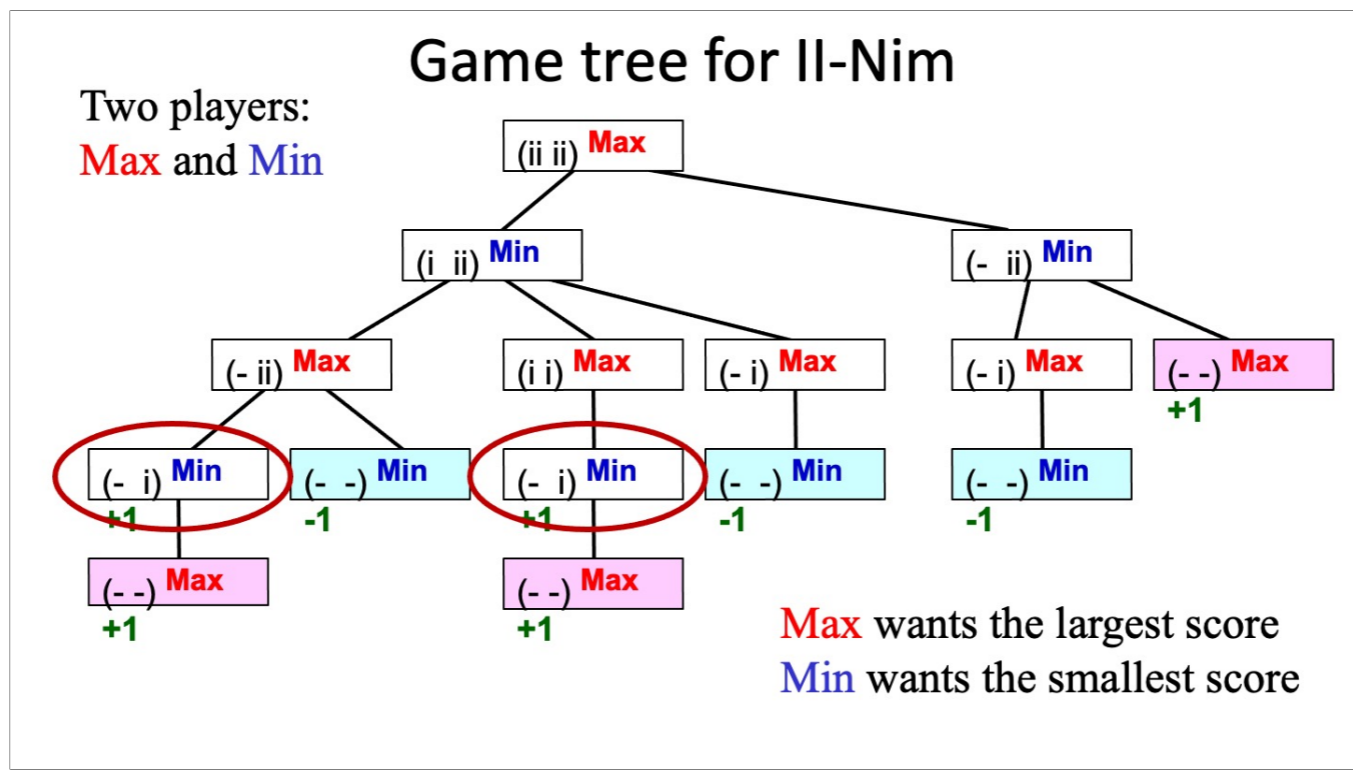 Game tree for II-Nim
Two players:
Max and Min
(ii ii) Max
(i ii) Min
(- ii) Min
(- ii) Max
(i i) Max
(- i) Max
(- i) Max
(- -) Max
+1
(- i) Min
+1
(- -) Min
-1
(- i) Min
+1
(- -) Min
-1
(- -) Min
-1
(- -) Max
+1
(- -) Max
+1
Max wants the largest score
Min wants the smallest score